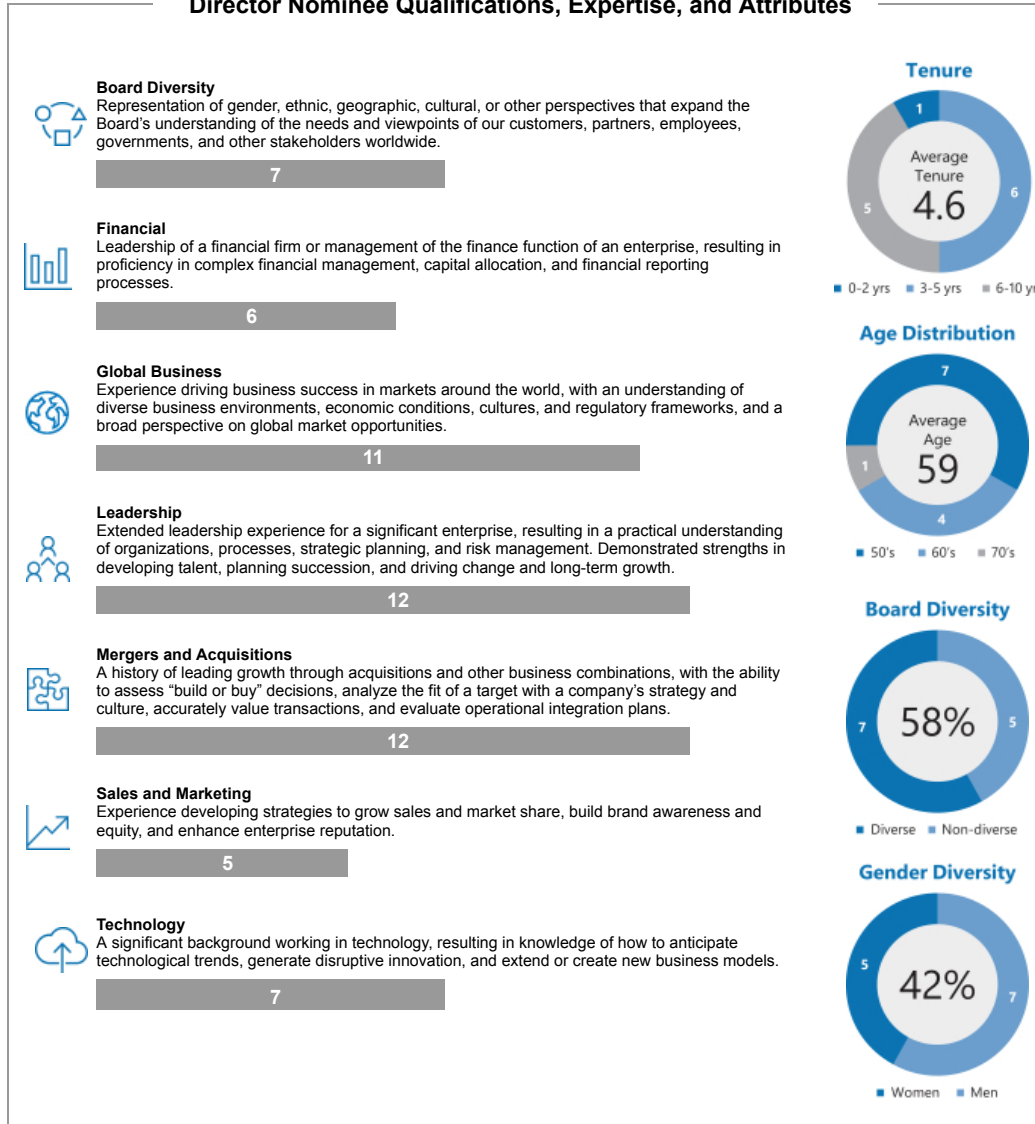 Director Nominee Qualifications, Expertise, and Attributes
Board Diversity
Representation of gender, ethnic, geographic, cultural, or other perspectives that expand the
Board's understanding of the needs and viewpoints of our customers, partners, employees,
governments, and other stakeholders worldwide.
7
Financial
Leadership of a financial firm or management of the finance function of an enterprise, resulting in
proficiency in complex financial management, capital allocation, and financial reporting
processes.
6
Global Business
Experience driving business success in markets around the world, with an understanding of
diverse business environments, economic conditions, cultures, and regulatory frameworks, and a
broad perspective on global market opportunities.
11
Leadership
Extended leadership experience for a significant enterprise, resulting in a practical understanding
of organizations, processes, strategic planning, and risk management. Demonstrated strengths in
developing talent, planning succession, and driving change and long-term growth.
12
Mergers and Acquisitions
A history of leading growth through acquisitions and other business combinations, with the ability
to assess “build or buy” decisions, analyze the fit of a target with a company's strategy and
culture, accurately value transactions, and evaluate operational integration plans.
12
Sales and Marketing
Experience developing strategies to grow sales and market share, build brand awareness and
equity, and enhance enterprise reputation.
5
Technology
A significant background working in technology, resulting in knowledge of how to anticipate
technological trends, generate disruptive innovation, and extend or create new business models.
7
Tenure
1
Average
Tenure
4.6
5
6
0-2 yrs 3-5 yrs 6-10 yr
Age Distribution
7
Average
Age
59
1
4
50's 60's 70's
Board Diversity
7
58%
5
Diverse Non-diverse
Gender Diversity
5
42%
7
Women Men